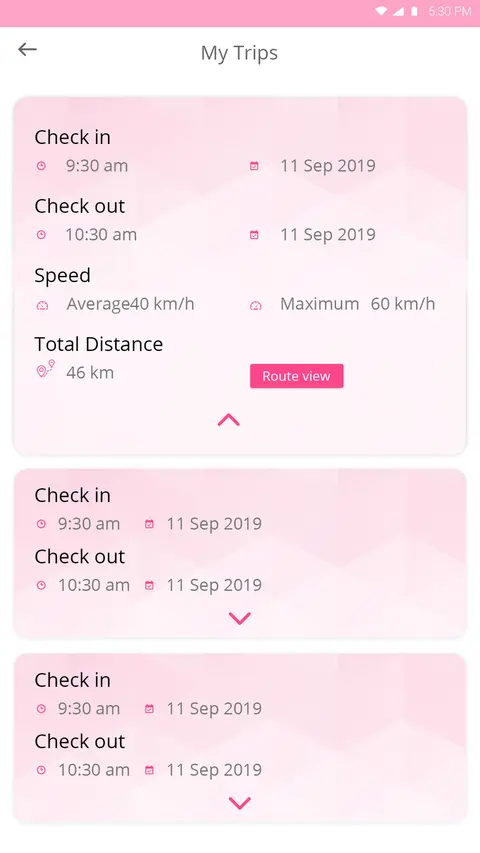 5:30 PM
My Trips
Check in
9:30 am 11 Sep 2019
Check out
10:30 am 11 Sep 2019
Speed
Average40 km/h Maximum 60 km/h
Total Distance
46 km Route view
Check in
9:30 am 11 Sep 2019
Check out
10:30 am 11 Sep 2019
Check in
9:30 am 11 Sep 2019
Check out
10:30 am 11 Sep 2019